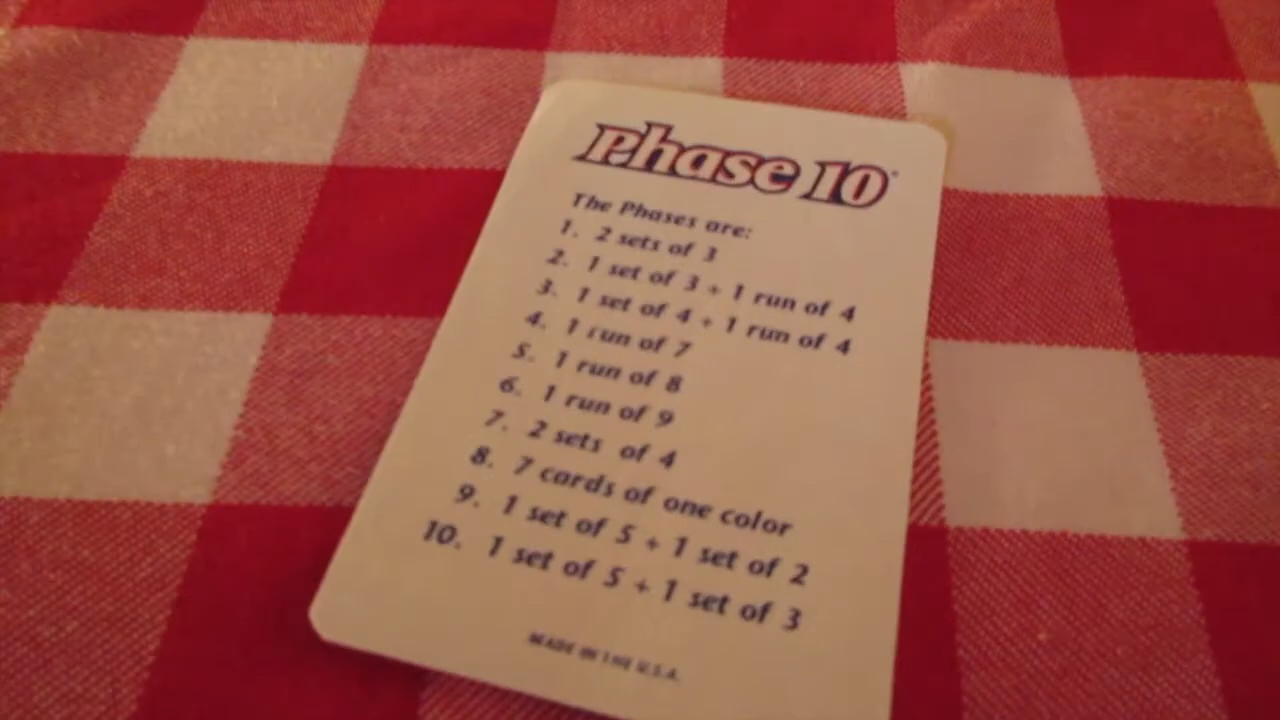 Phase 10
The Phases are:
1. 2 sets of 3
2. 1 set of 3 + 1 run of 4
3. 1 set of 4 + 1 run of 4
4. 1 run of 7
5. 1 run of 8
6. 1 run of 9
7. 2 sets of 4
8. 7 cards of one color
9. 1 set of 5 + 1 set of 2
10. 1 set of 5 + 1 set of 3
MADE IN THE U.S.A.